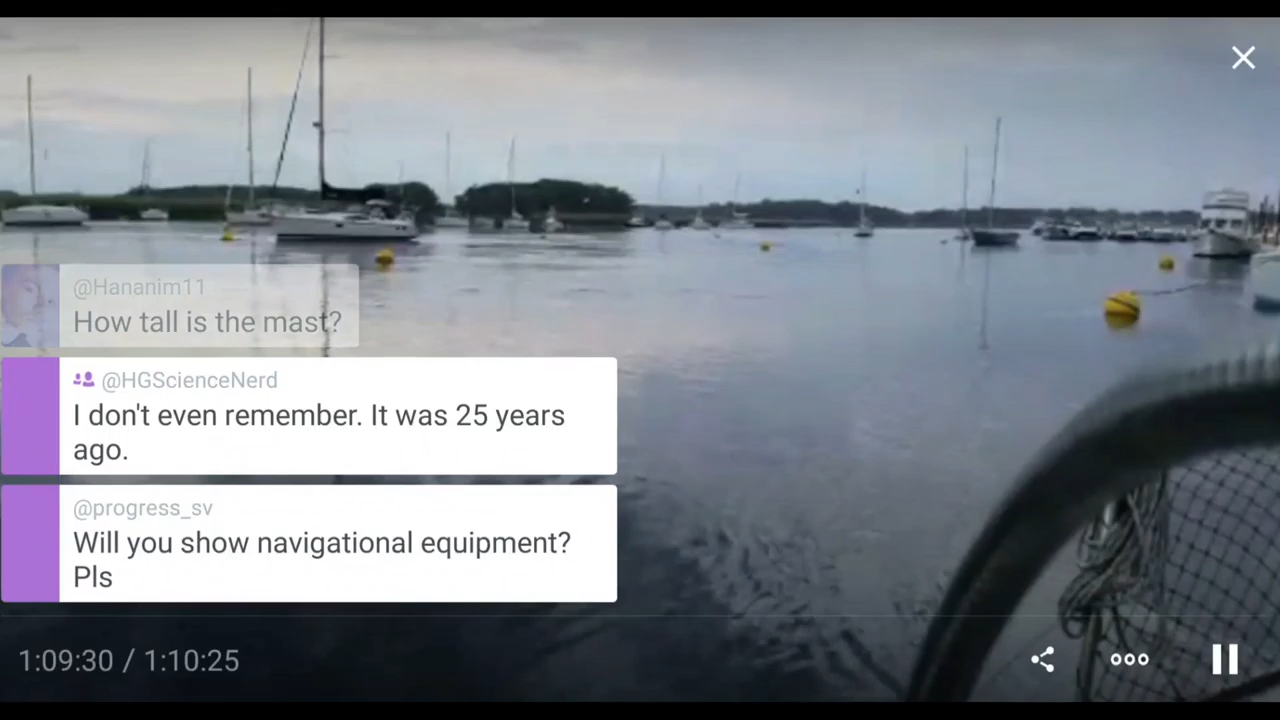 @Hananim11
How tall is the mast?
@HGScienceNerd
I don't even remember. It was 25 years
ago.
@progress_sv
Will you show navigational equipment?
Pls
1:09:30 / 1:10:25